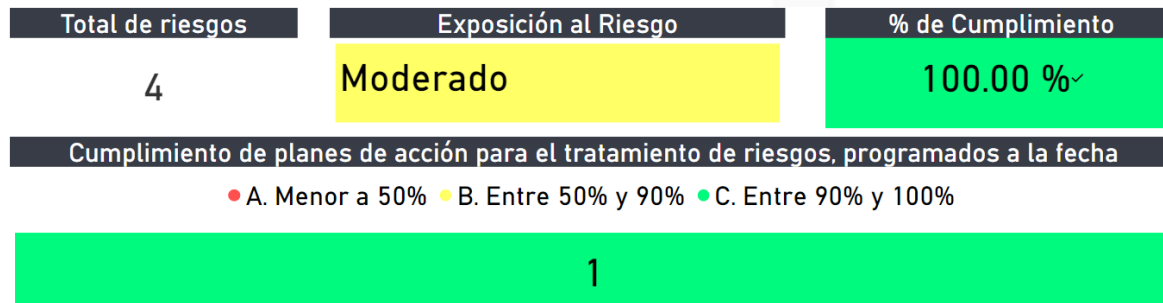 Total de riesgos
Exposición al Riesgo
% de Cumplimiento
4
Moderado
100.00 %✓
Cumplimiento de planes de acción para el tratamiento de riesgos, programados a la fecha
A. Menor a 50% B. Entre 50% y 90% C. Entre 90% y 100%
1